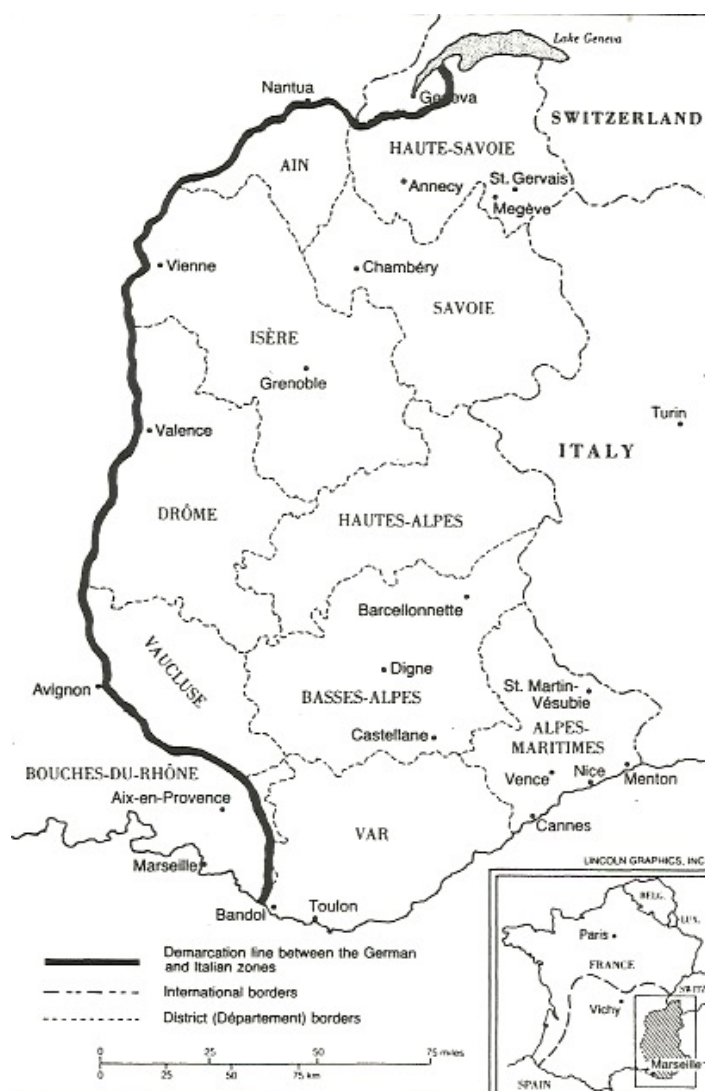 Lake Geneva
Nantua
Geneva
SWITZERLAND
HAUTE-SAVOIE
AIN
St. Gervais
Annecy
Megève
Vienne
Chambéry
SAVOIE
ISÈRE
Grenoble
Turin
Valence
ITALY
DRÔME
HAUTES-ALPES
Barcellonnette
VAUCLUSE
Digne
St. Martin-
Vésubie
Avignon
BASSES-ALPES
ALPES-
MARITIMES
Castellane
BOUCHES-DU-RHÔNE
Vence
Nice
Menton
Aix-en-Provence
VAR
Cannes
Marseille
LINCOLN GRAPHICS, INC
Bandol
Toulon
BELG.
LUX.
Paris
FRANCE
SWITZ
Vichy
Marseille
SPAIN
Demarcation line between the German
and Italian zones
International borders
District (Département) borders
0 25 50 75 miles
0 25 50 75 km